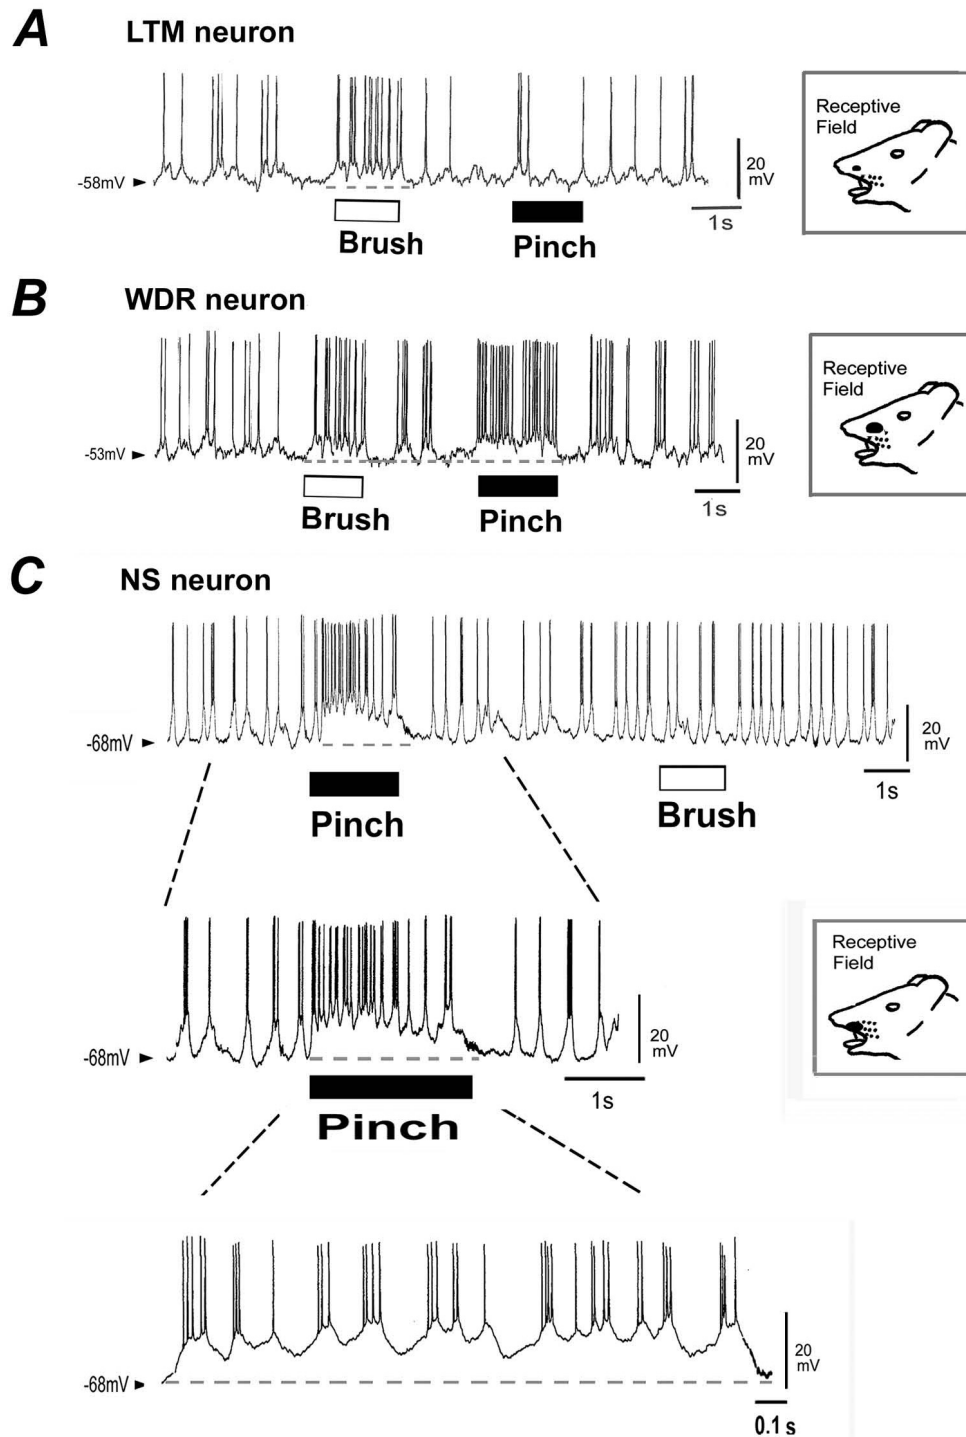 A LTM neuron
Receptive
Field
-58mV
20
mV
1s
Brush
Pinch
B WDR neuron
Receptive
Field
-53mV
20
mV
1s
Brush
Pinch
C NS neuron
-68mV
20
mV
1s
Pinch
Brush
Receptive
Field
-68mV
20
mV
1s
Pinch
-68mV
20
mV
0.1 s